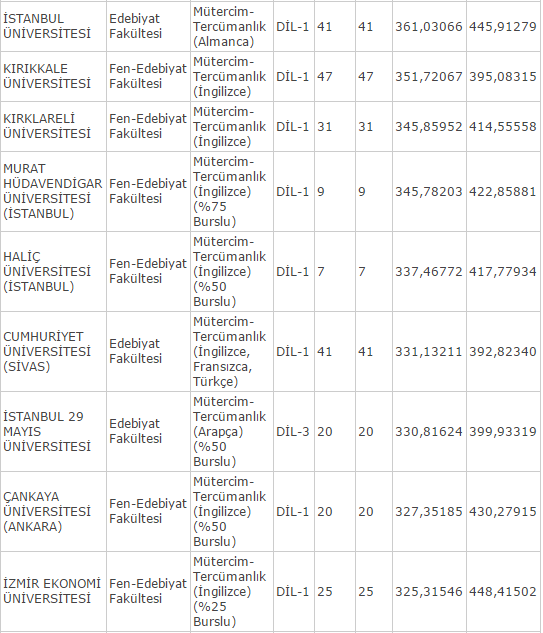 İSTANBUL ÜNİVERSİTESİ Edebiyat Fakültesi Mütercim-Tercümanlık (Almanca) DİL-1 41 41 361,03066 445,91279
KIRIKKALE ÜNİVERSİTESİ Fen-Edebiyat Fakültesi Mütercim-Tercümanlık (İngilizce) DİL-1 47 47 351,72067 395,08315
KIRKLARELİ ÜNİVERSİTESİ Fen-Edebiyat Fakültesi Mütercim-Tercümanlık (İngilizce) DİL-1 31 31 345,85952 414,55558
MURAT HÜDAVENDİGAR ÜNİVERSİTESİ (İSTANBUL) Fen-Edebiyat Fakültesi Mütercim-Tercümanlık (İngilizce) (%75 Burslu) DİL-1 9 9 345,78203 422,85881
HALİÇ ÜNİVERSİTESİ (İSTANBUL) Fen-Edebiyat Fakültesi Mütercim-Tercümanlık (İngilizce) (%50 Burslu) DİL-1 7 7 337,46772 417,77934
CUMHURİYET ÜNİVERSİTESİ (SİVAS) Edebiyat Fakültesi Mütercim-Tercümanlık (İngilizce, Fransızca, Türkçe) DİL-1 41 41 331,13211 392,82340
İSTANBUL 29 MAYIS ÜNİVERSİTESİ Edebiyat Fakültesi Mütercim-Tercümanlık (Arapça) (%50 Burslu) DİL-3 20 20 330,81624 399,93319
ÇANKAYA ÜNİVERSİTESİ (ANKARA) Fen-Edebiyat Fakültesi Mütercim-Tercümanlık (İngilizce) (%50 Burslu) DİL-1 20 20 327,35185 430,27915
İZMİR EKONOMİ ÜNİVERSİTESİ Fen-Edebiyat Fakültesi Mütercim-Tercümanlık (İngilizce) (%25 Burslu) DİL-1 25 25 325,31546 448,41502